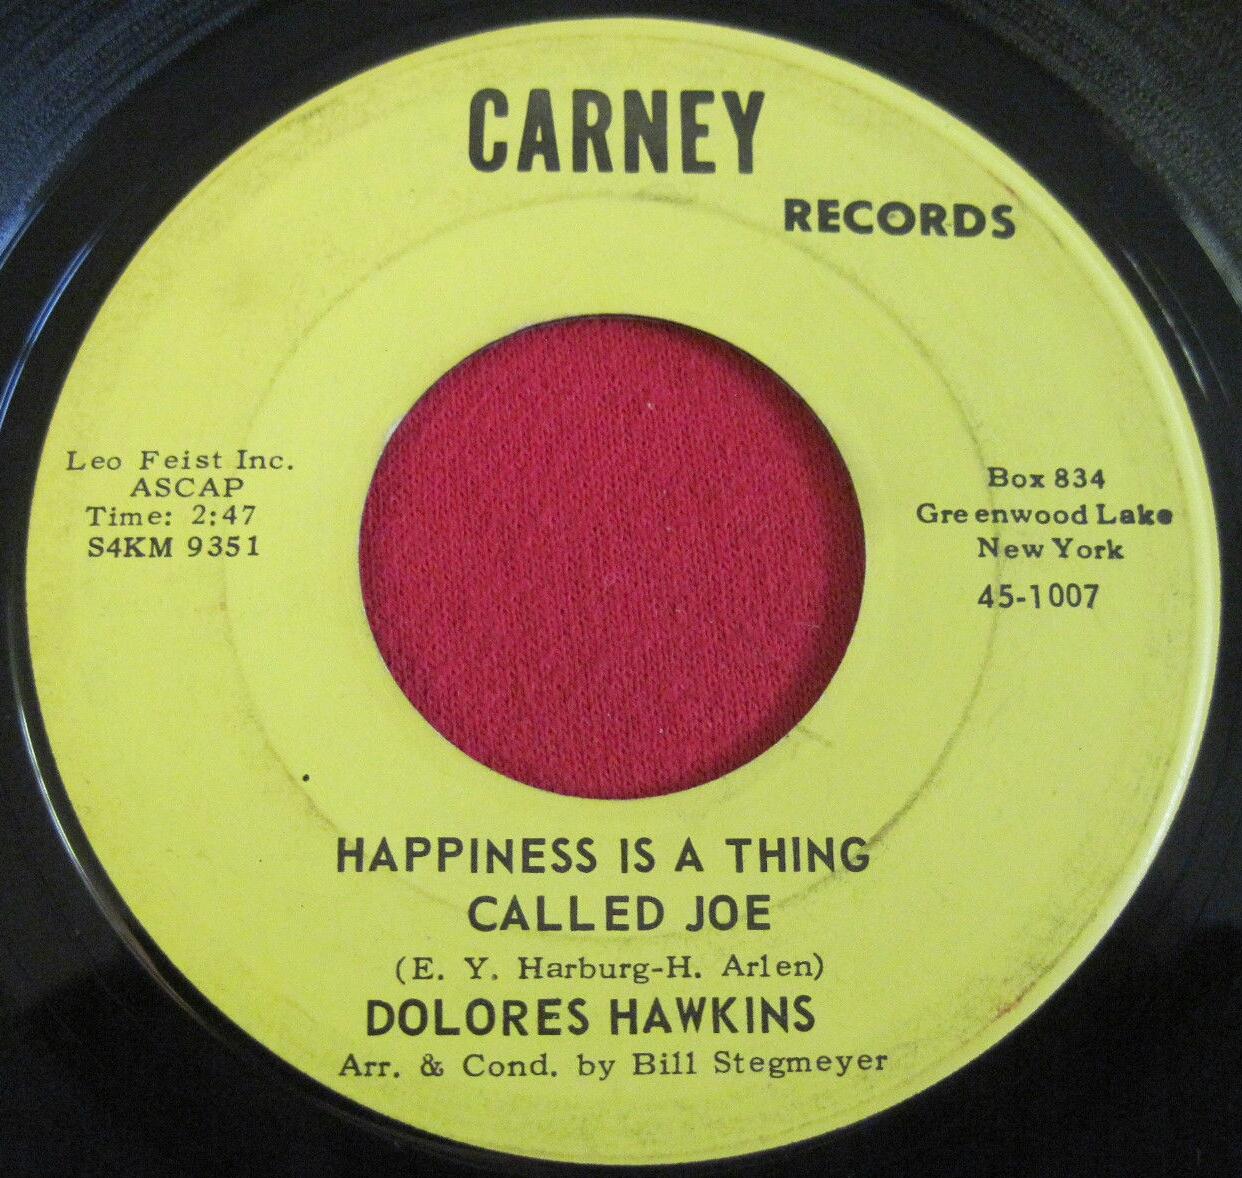 CARNEY
RECORDS
Leo Feist Inc.
ASCAP
Time: 2:47
S4KM 9351
Box 834
Greenwood Lake
New York
45-1007
HAPPINESS IS A THING
CALLED JOE
(E. Y. Harburg-H. Arlen)
DOLORES HAWKINS
Arr. & Cond. by Bill Stegmeyer